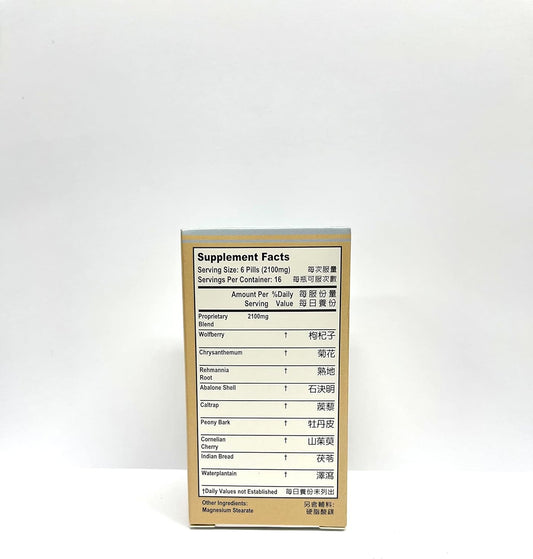 Supplement Facts
Serving Size: 6 Pills (2100mg) 每次服量
Servings Per Container: 16 每瓶可服次數
Amount Per %Daily 每服份量
Serving Value 每日養份
Proprietary 2100mg
Blend
Wolfberry † 枸杞子
Chrysanthemum † 菊花
Rehmannia † 熟地
Root
Abalone Shell † 石決明
Caltrap † 蒺藜
Peony Bark † 牡丹皮
Cornelian † 山茱萸
Cherry
Indian Bread † 茯苓
Waterplantain † 澤瀉
†Daily Values not Established 每日養份未列出
Other Ingredients: 另密輔料:
Magnesium Stearate 硬脂酸鎂